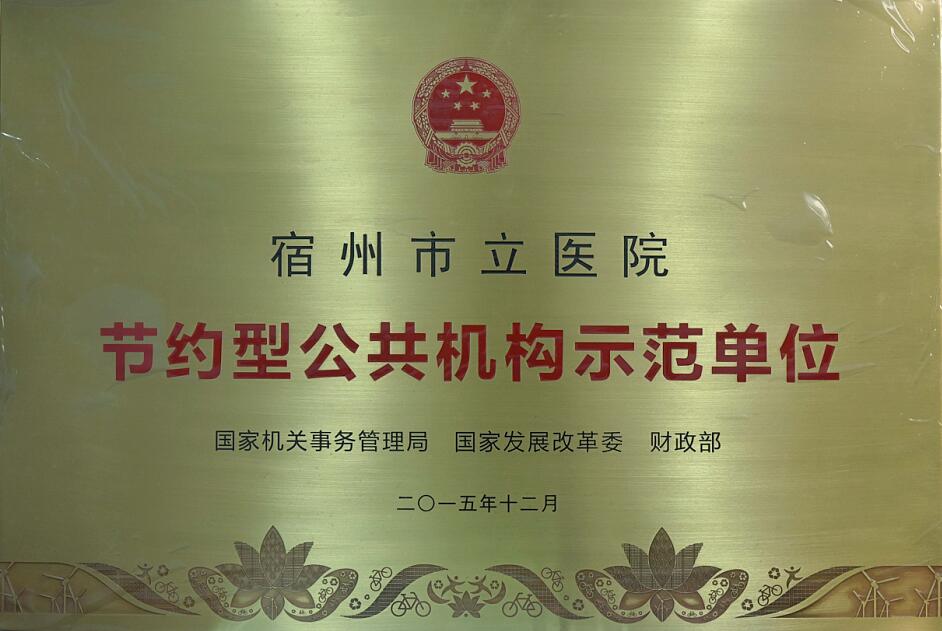 宿州市立医院
节约型公共机构示范单位
国家机关事务管理局 国家发展改革委 财政部
二〇一五年十二月